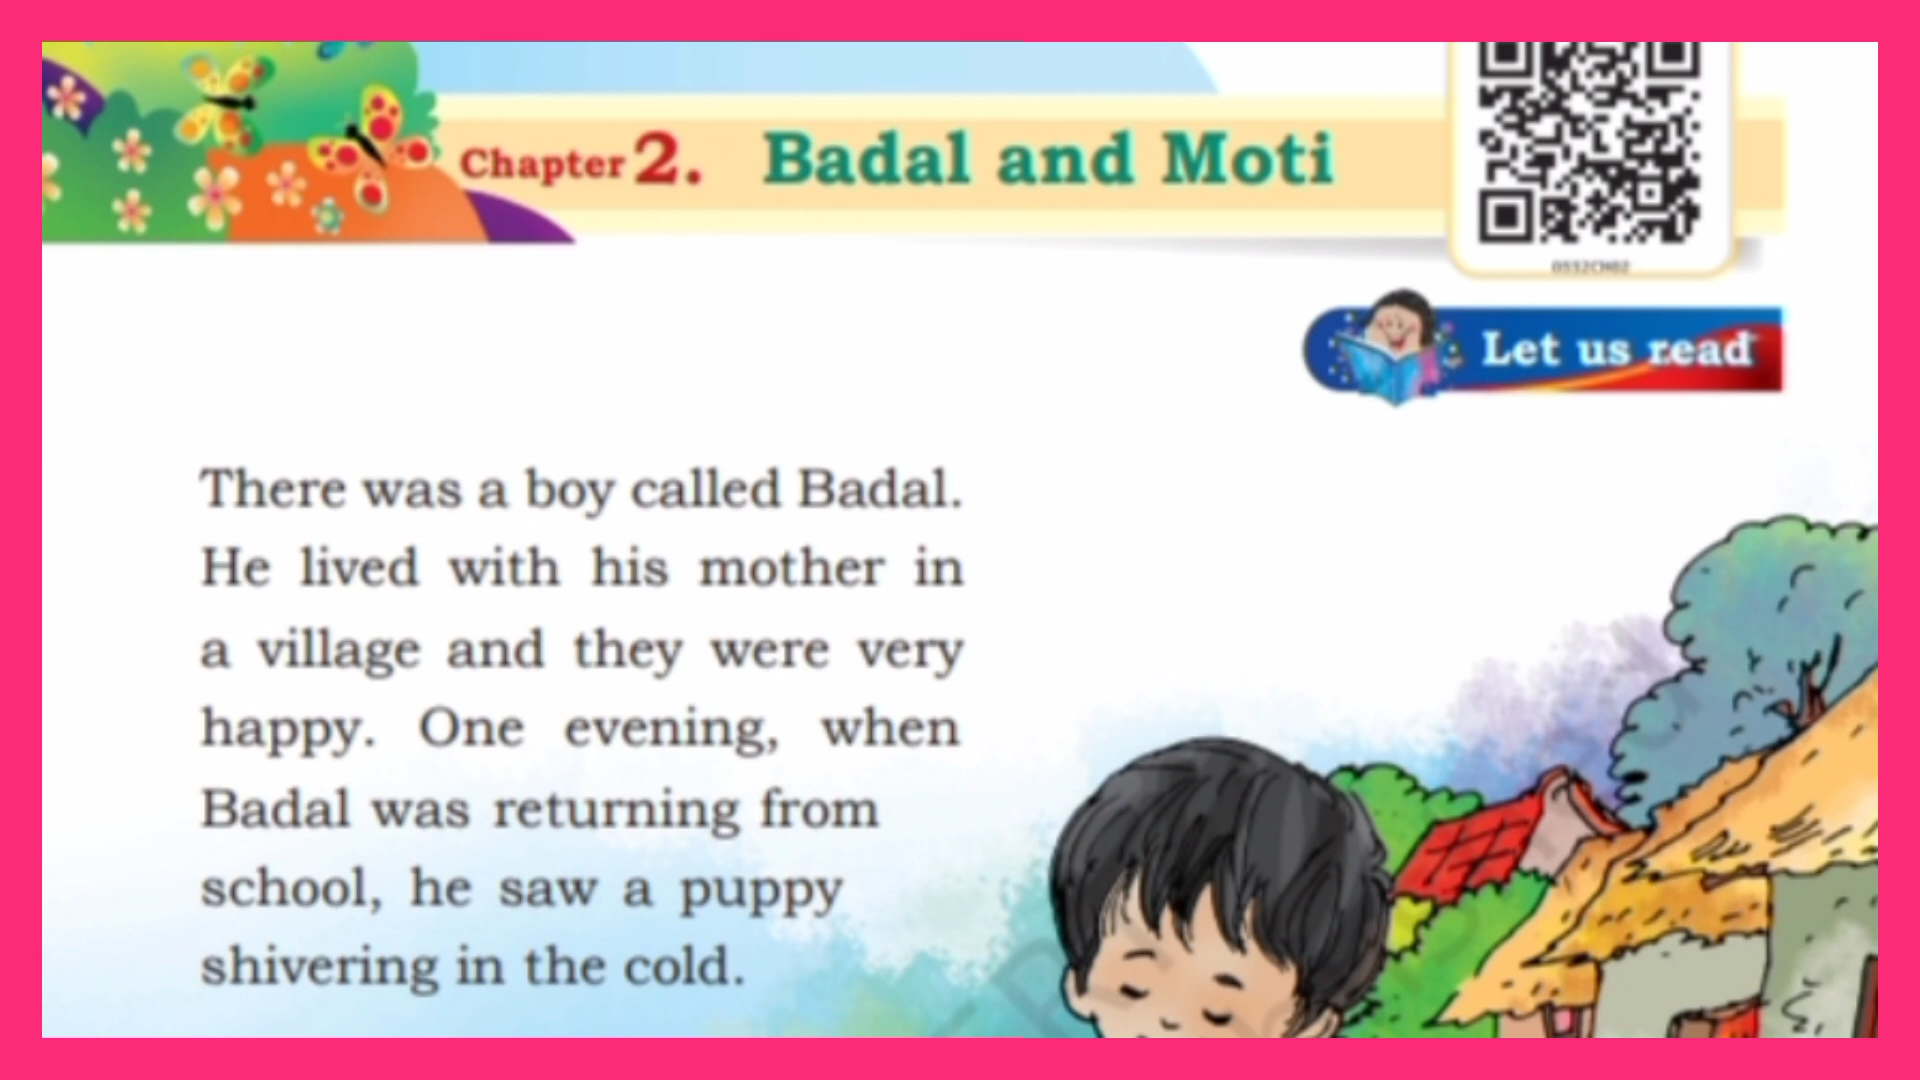 Chapter 2. Badal and Moti
0552CH02
Let us read
There was a boy called Badal.
He lived with his mother in
a village and they were very
happy. One evening, when
Badal was returning from
school, he saw a puppy
shivering in the cold.